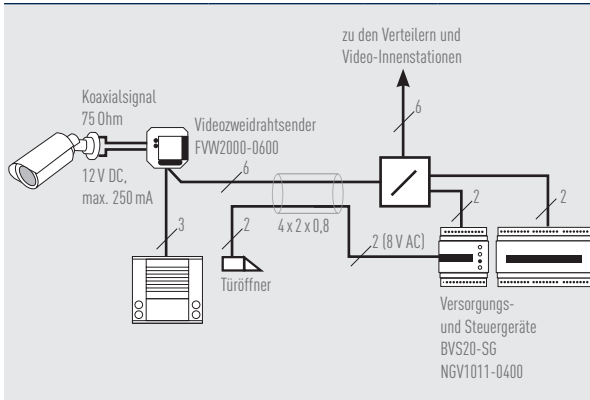 zu den Verteilern und
Video-Innenstationen
6
Koaxialsignal
75 Ohm
Videozweidrahtsender
FVW2000-0600
12 V DC,
max. 250 mA
6
3
2
4 x 2 x 0,8
2 (8 V AC)
2
2
Türöffner
Versorgungs-
und Steuergeräte
BVS20-SG
NGV1011-0400